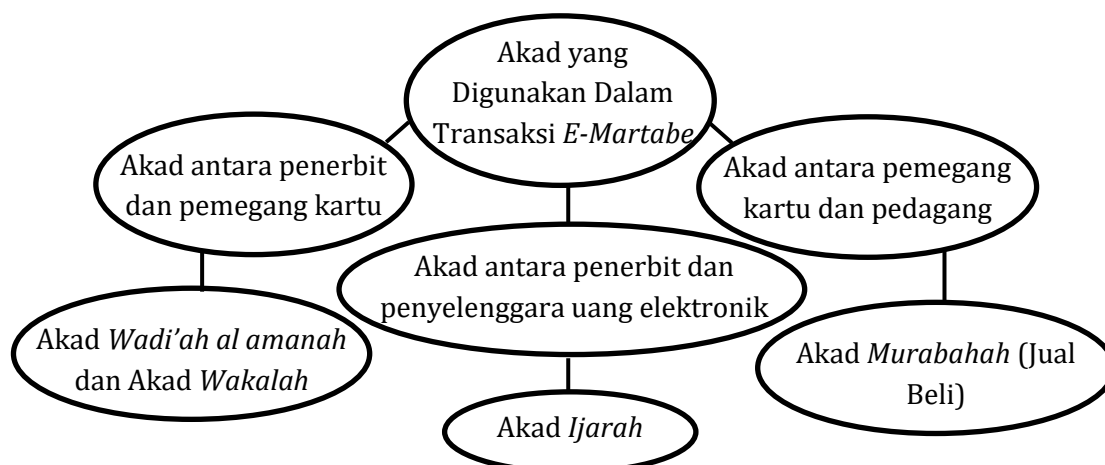 Akad yang
Digunakan Dalam
Transaksi E-Martabe
Akad antara penerbit
dan pemegang kartu
Akad antara pemegang
kartu dan pedagang
Akad antara penerbit dan
penyelenggara uang elektronik
Akad Wadi’ah al amanah
dan Akad Wakalah
Akad Murabahah (Jual
Beli)
Akad Ijarah